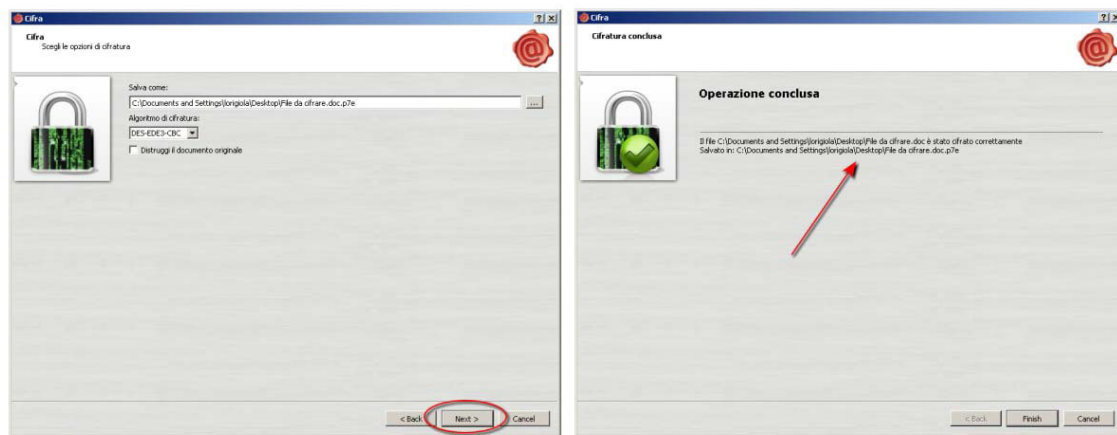 Cifra
Cifra
Scegli le opzioni di cifratura
Salva come:
C:\Documents and Settings\lorigiola\Desktop\File da cifrare.doc.p7e
...
Algoritmo di cifratura:
DES-EDE3-CBC
Distruggi il documento originale
< Back
Next >
Cancel
Cifra
Cifratura conclusa
Operazione conclusa
Il file C:\Documents and Settings\lorigiola\Desktop\File da cifrare.doc è stato cifrato correttamente
Salvato in: C:\Documents and Settings\lorigiola\Desktop\File da cifrare.doc.p7e
< Back
Finish
Cancel